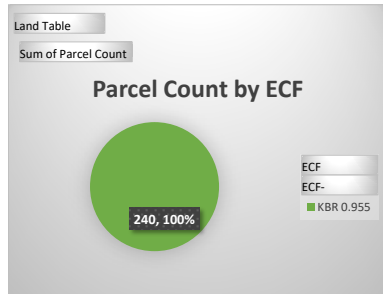 Land Table
Sum of Parcel Count
Parcel Count by ECF
240, 100%
ECF
ECF-
KBR 0.955